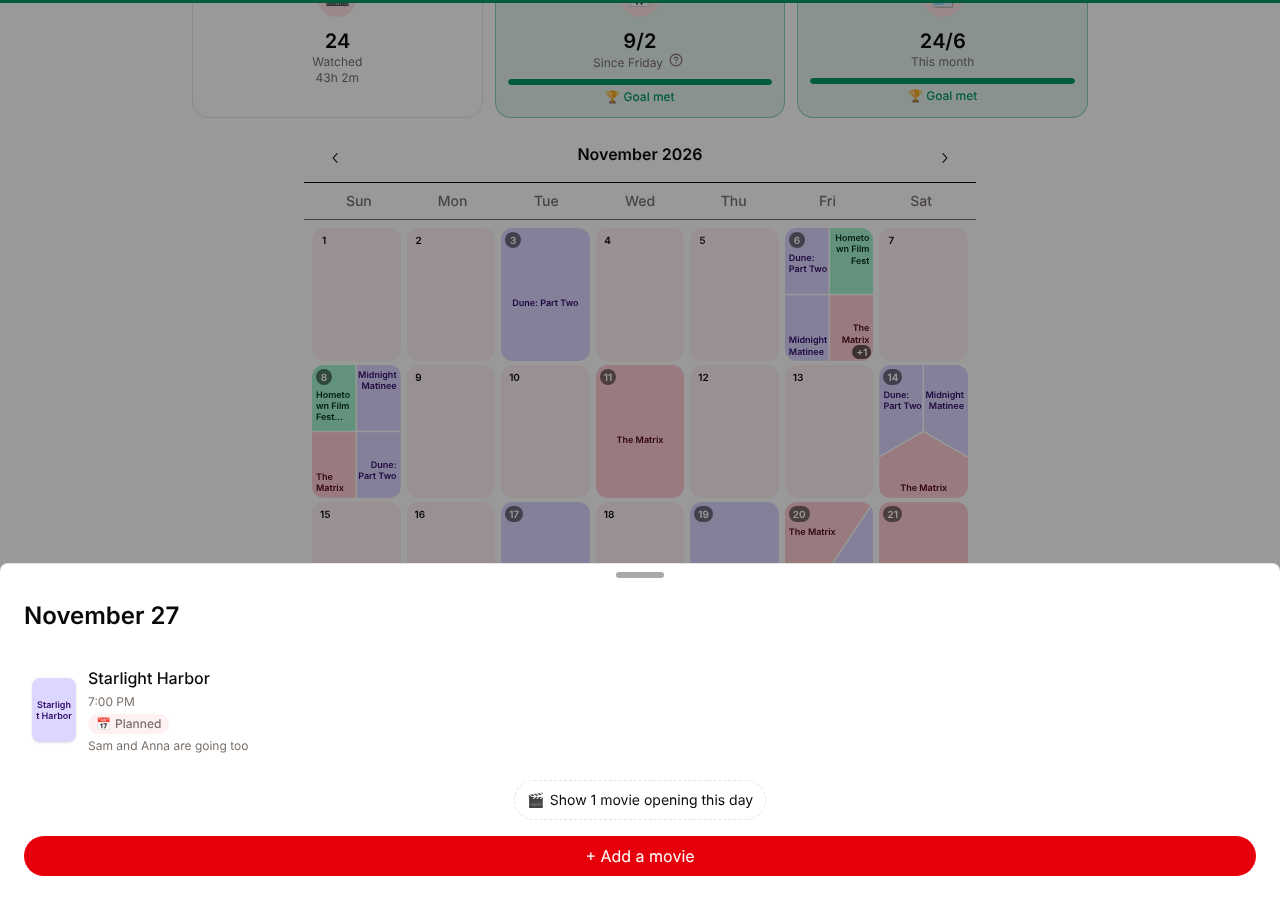 24
Watched
43h 2m
9/2
Since Friday ?
🏆 Goal met
24/6
This month
🏆 Goal met
‹ November 2026 ›
Sun Mon Tue Wed Thu Fri Sat
1 2 3 4 5 6 7
Dune: Part Two
Dune:
Part Two
Hometo
wn Film
Fest
Midnight
Matinee
The
Matrix
+1
8 9 10 11 12 13 14
Hometo
wn Film
Fest...
Midnight
Matinee
The
Matrix
Dune:
Part Two
The Matrix
Dune:
Part Two
Midnight
Matinee
The Matrix
15 16 17 18 19 20 21
The Matrix
November 27
Starligh
t Harbor
Starlight Harbor
7:00 PM
📅 Planned
Sam and Anna are going too
🎬 Show 1 movie opening this day
+ Add a movie